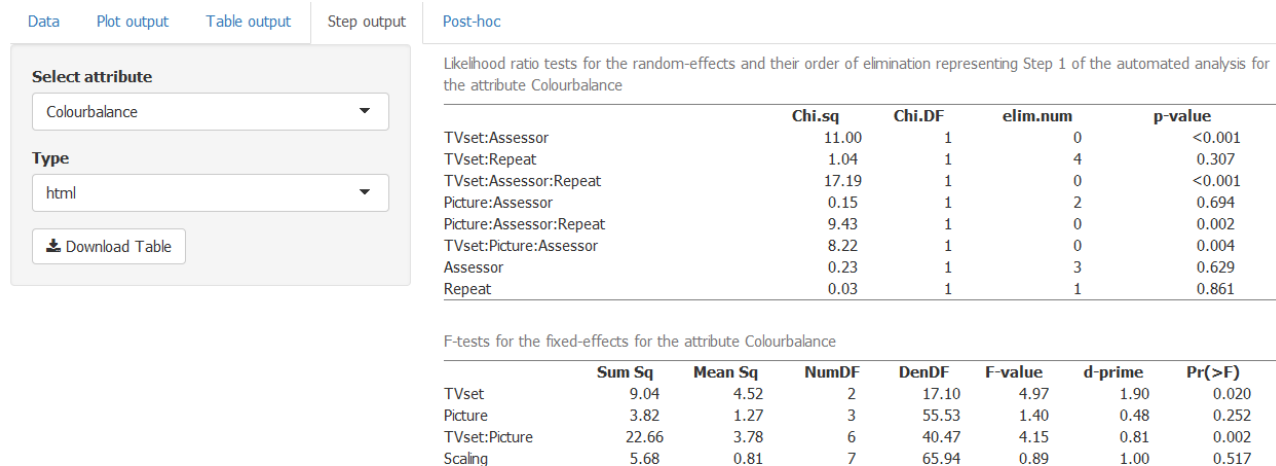 Data Plot output Table output Step output Post-hoc
Select attribute
Colourbalance
Type
html
Download Table
Likelihood ratio tests for the random-effects and their order of elimination representing Step 1 of the automated analysis for
the attribute Colourbalance
Chi.sq Chi.DF elim.num p-value
TVset:Assessor 11.00 1 0 <0.001
TVset:Repeat 1.04 1 4 0.307
TVset:Assessor:Repeat 17.19 1 0 <0.001
Picture:Assessor 0.15 1 2 0.694
Picture:Assessor:Repeat 9.43 1 0 0.002
TVset:Picture:Assessor 8.22 1 0 0.004
Assessor 0.23 1 3 0.629
Repeat 0.03 1 1 0.861
F-tests for the fixed-effects for the attribute Colourbalance
Sum Sq Mean Sq NumDF DenDF F-value d-prime Pr(>F)
TVset 9.04 4.52 2 17.10 4.97 1.90 0.020
Picture 3.82 1.27 3 55.53 1.40 0.48 0.252
TVset:Picture 22.66 3.78 6 40.47 4.15 0.81 0.002
Scaling 5.68 0.81 7 65.94 0.89 1.00 0.517